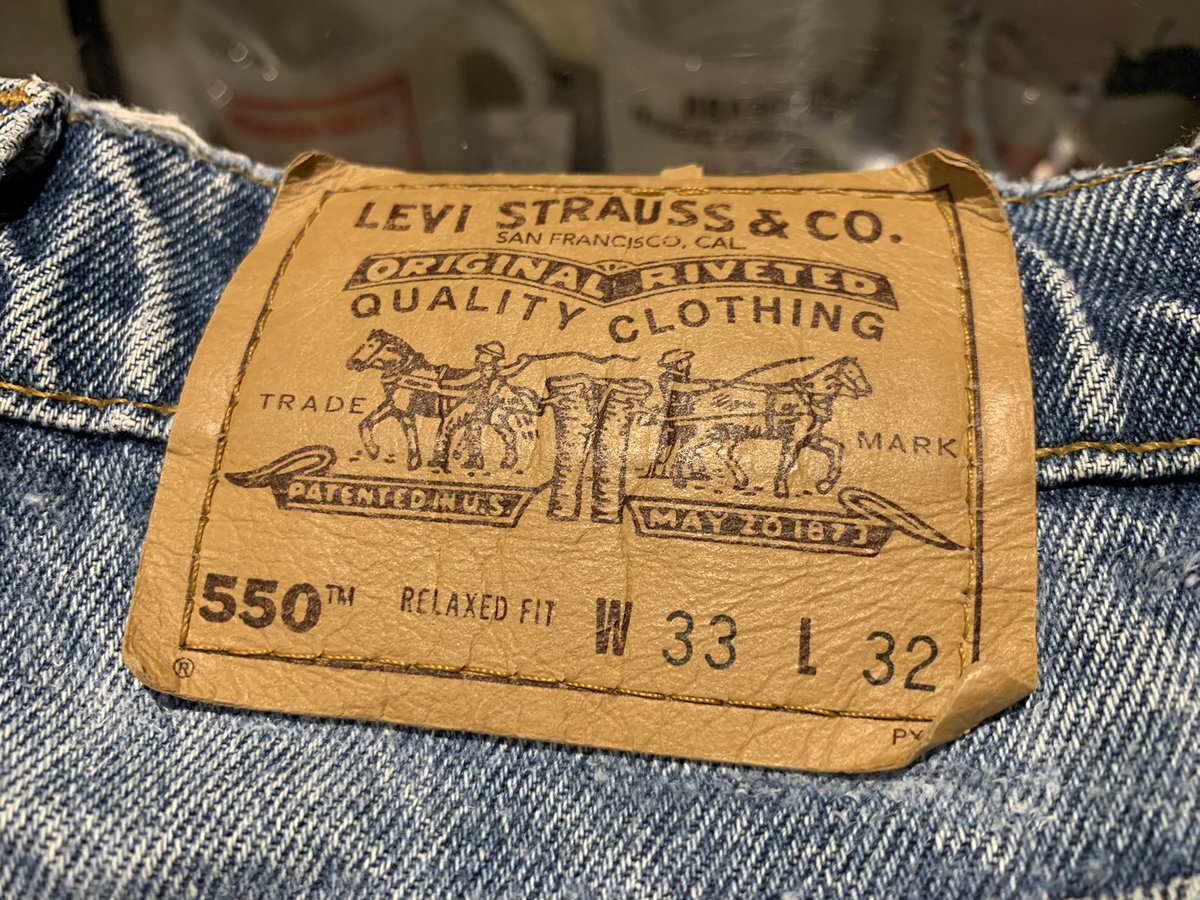 LEVI STRAUSS & CO.
SAN FRANCISCO, CAL.
ORIGINAL RIVETED
QUALITY CLOTHING
TRADE MARK
PATENTED IN U.S.
MAY 20 1873
550™ RELAXED FIT W 33 L 32
®